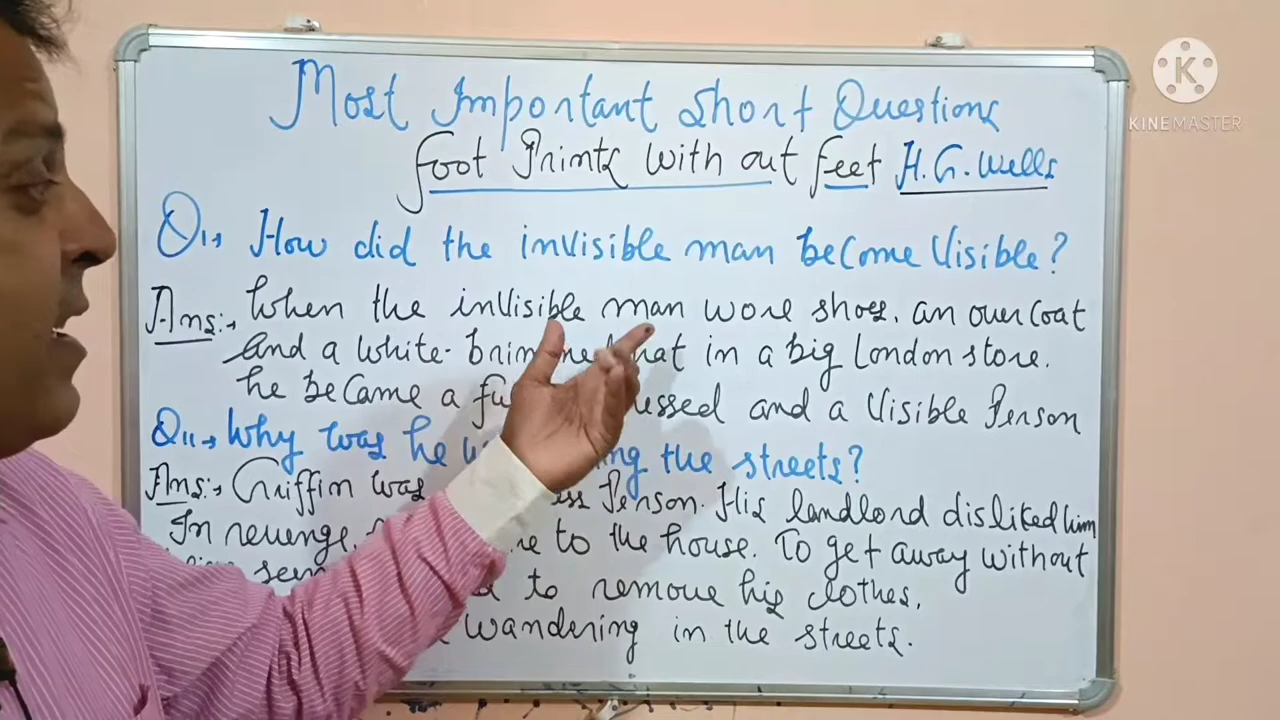 Most Important Short Questions
Foot Prints with out feet H.G. Wells
Q1→ How did the invisible man become Visible?
Ans:→ When the invisible man wore shoes, an overcoat
and a white-brimmed hat in a big London store.
he became a dressed and a Visible Person
Q11→ Why was he the streets?
Ans:→ Griffin was Person. His landlord disliked him
In revenge, to the house. To get away without
to remove his clothes.
wandering in the streets.
K
KINEMASTER